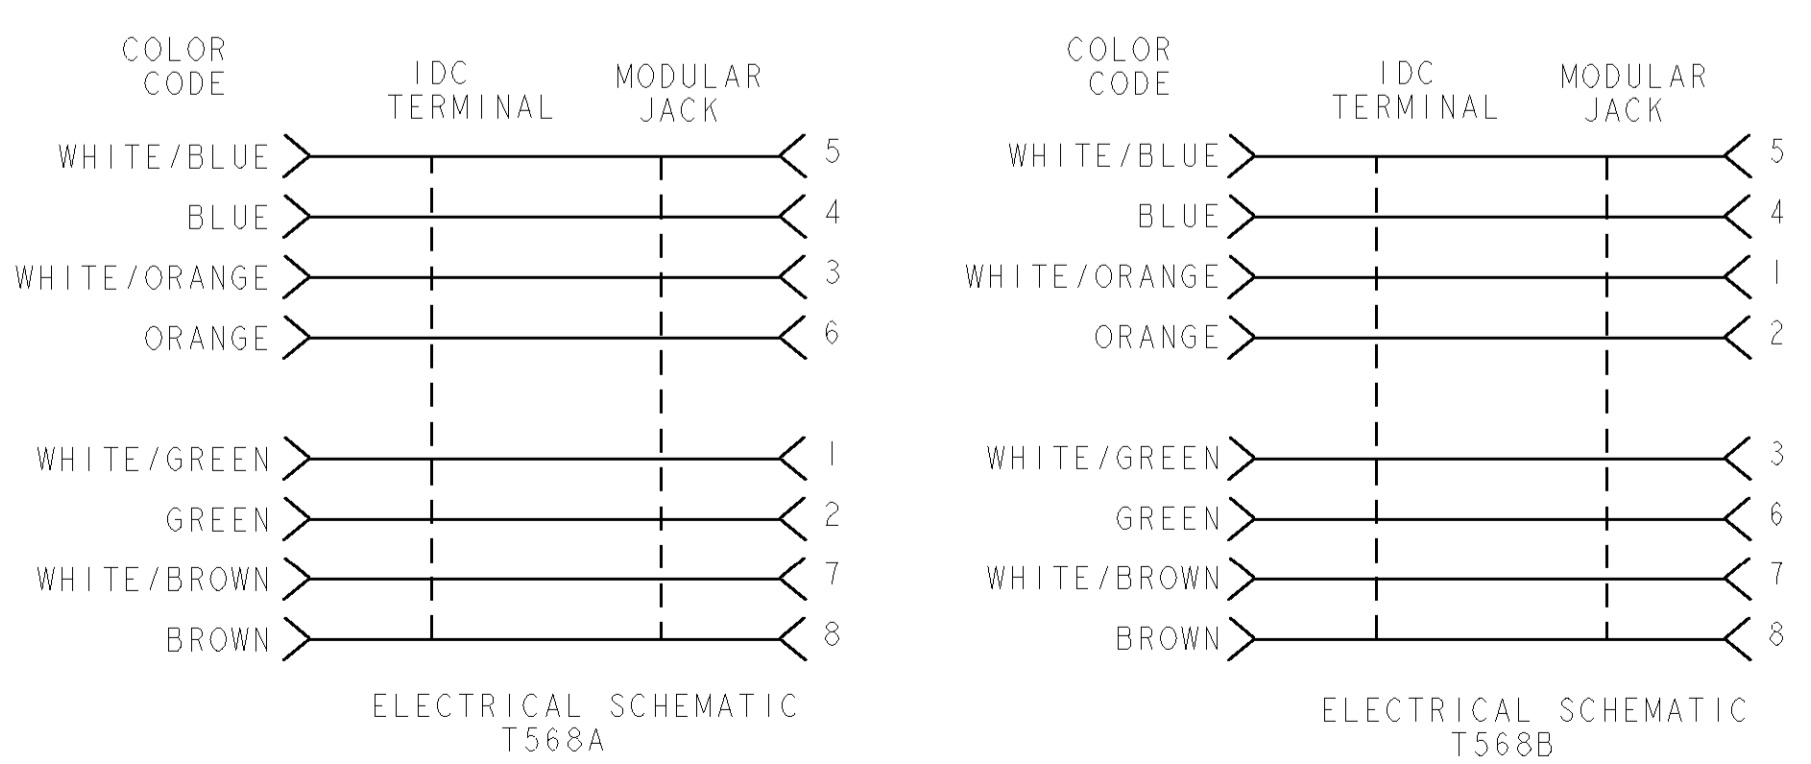 COLOR
CODE
IDC
TERMINAL
MODULAR
JACK
WHITE/BLUE 5
BLUE 4
WHITE/ORANGE 3
ORANGE 6
WHITE/GREEN 1
GREEN 2
WHITE/BROWN 7
BROWN 8
ELECTRICAL SCHEMATIC
T568A
COLOR
CODE
IDC
TERMINAL
MODULAR
JACK
WHITE/BLUE 5
BLUE 4
WHITE/ORANGE 1
ORANGE 2
WHITE/GREEN 3
GREEN 6
WHITE/BROWN 7
BROWN 8
ELECTRICAL SCHEMATIC
T568B